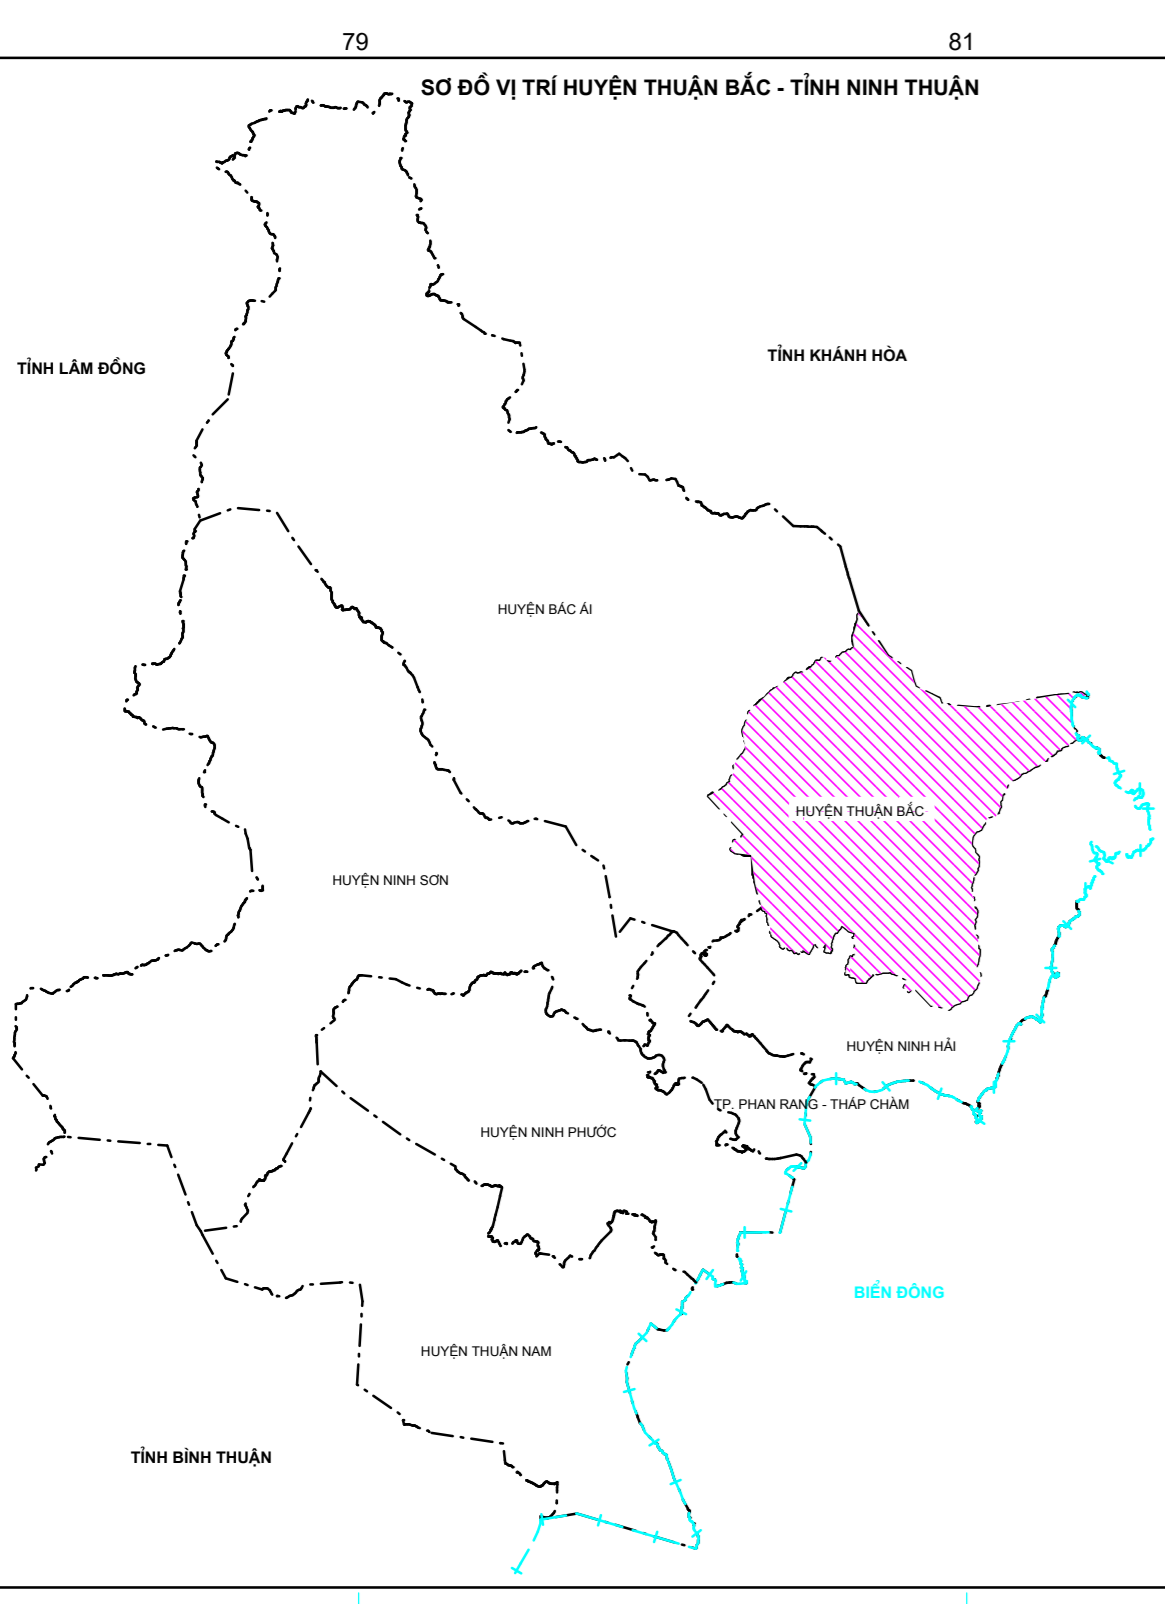 79
81
SƠ ĐỒ VỊ TRÍ HUYỆN THUẬN BẮC - TỈNH NINH THUẬN
TỈNH LÂM ĐỒNG
TỈNH KHÁNH HÒA
HUYỆN BÁC ÁI
HUYỆN THUẬN BẮC
HUYỆN NINH SƠN
HUYỆN NINH HẢI
TP. PHAN RANG - THÁP CHÀM
HUYỆN NINH PHƯỚC
BIỂN ĐÔNG
HUYỆN THUẬN NAM
TỈNH BÌNH THUẬN